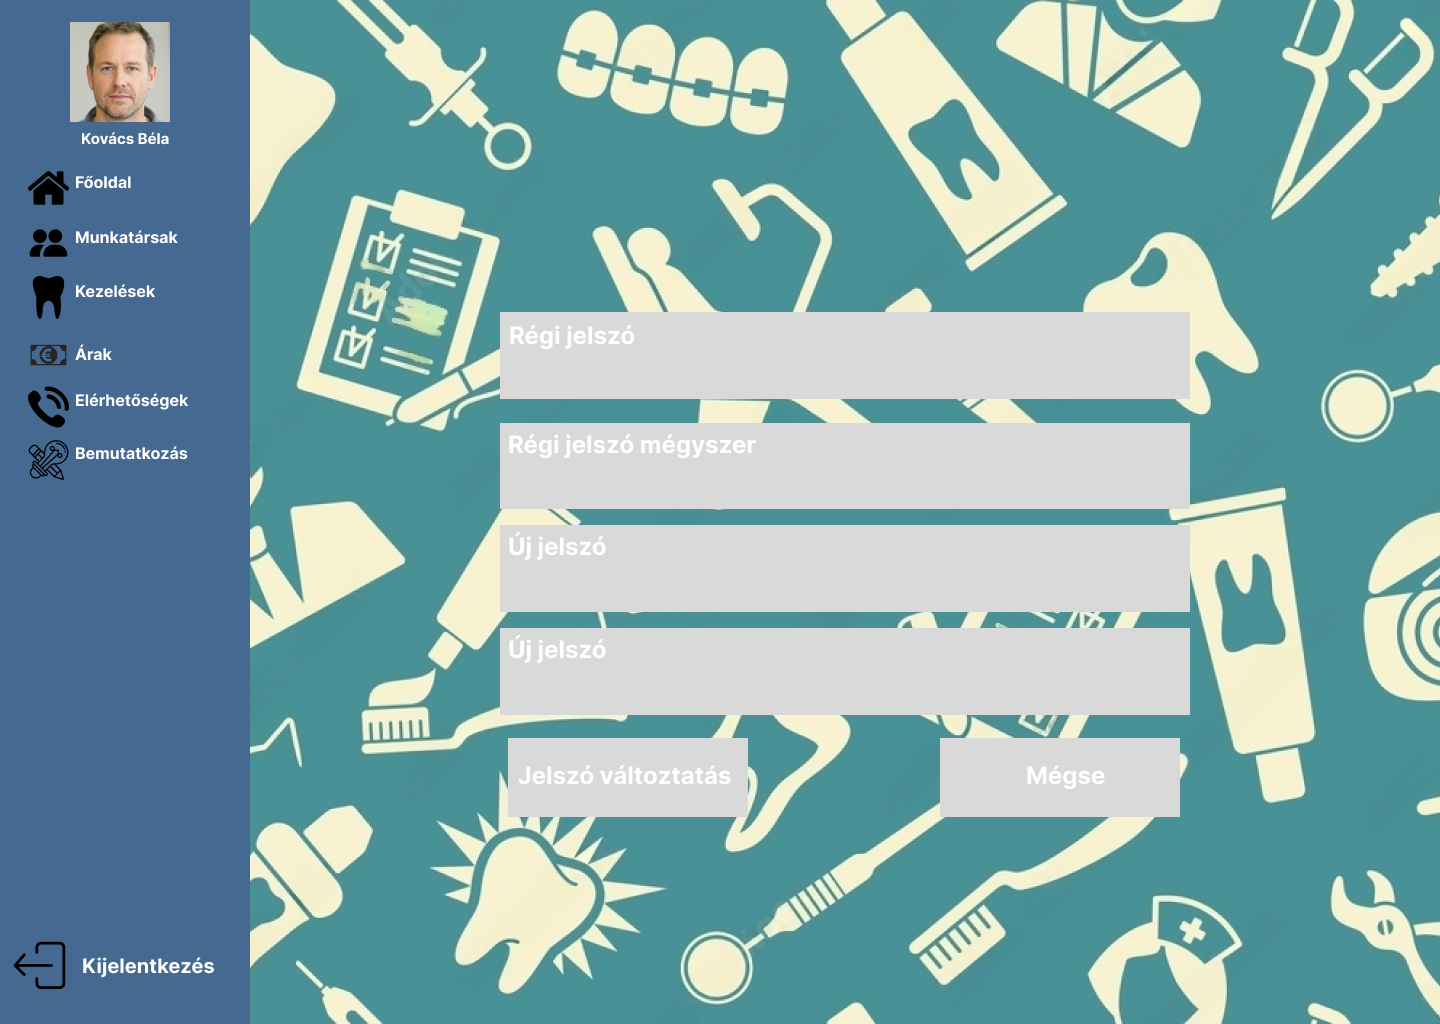 Kovács Béla
Főoldal
Munkatársak
Kezelések
Árak
Elérhetőségek
Bemutatkozás
Kijelentkezés
Régi jelszó
Régi jelszó mégyszer
Új jelszó
Új jelszó
Jelszó változtatás
Mégse